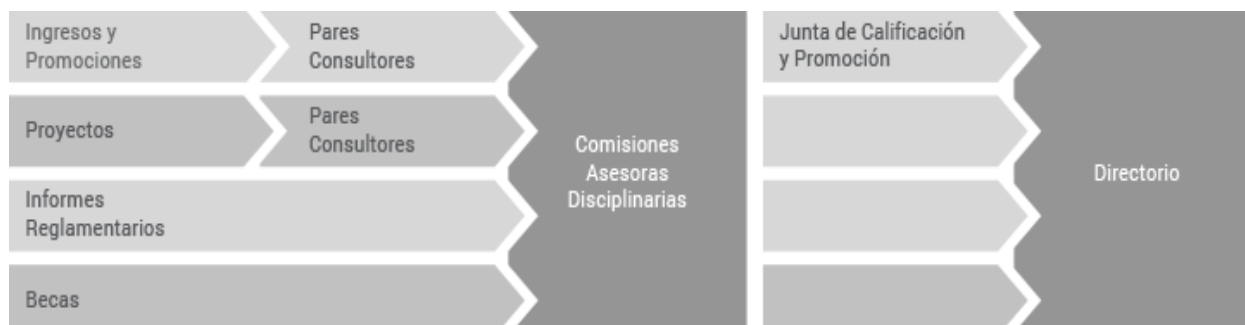 Ingresos y
Promociones
Pares
Consultores
Junta de Calificación
y Promoción
Proyectos
Pares
Consultores
Comisiones
Asesoras
Disciplinarias
Directorio
Informes
Reglamentarios
Becas